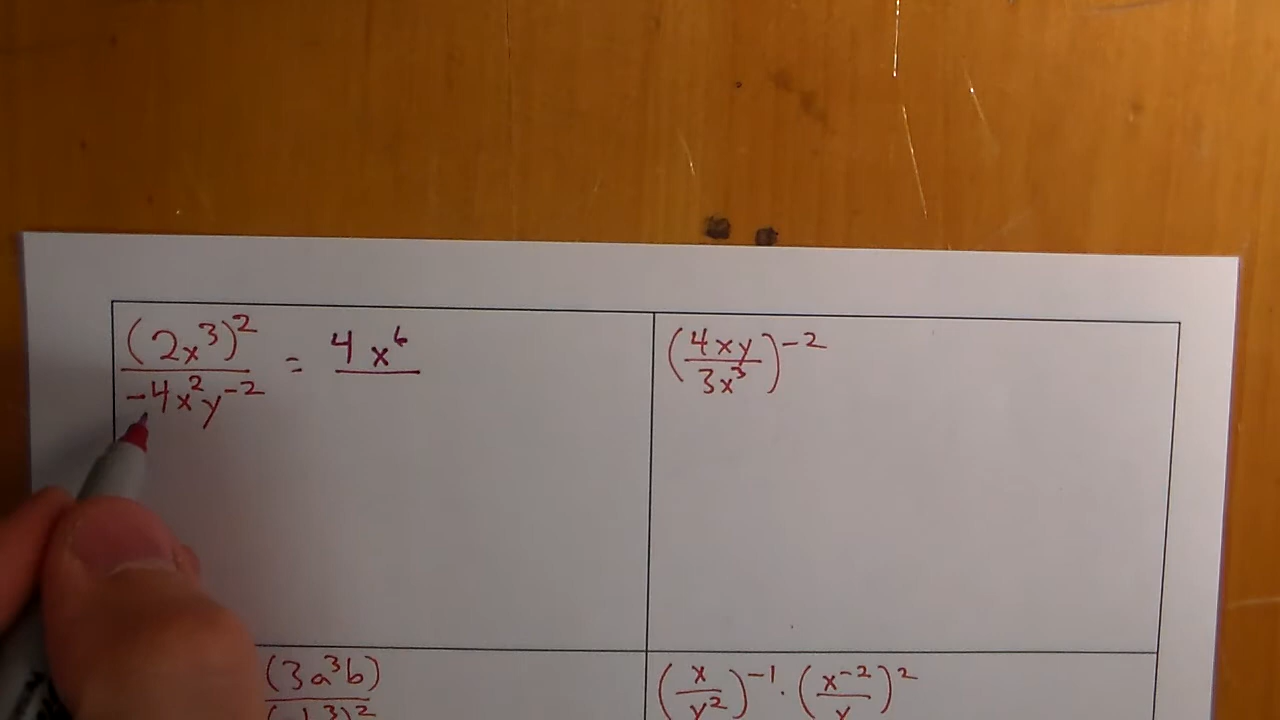 (2x³)² / -4x²y⁻² = 4x⁶ /
(4xy / 3x³)⁻²
(3a³b)
(x / y²)⁻¹ · (x⁻² / y)²